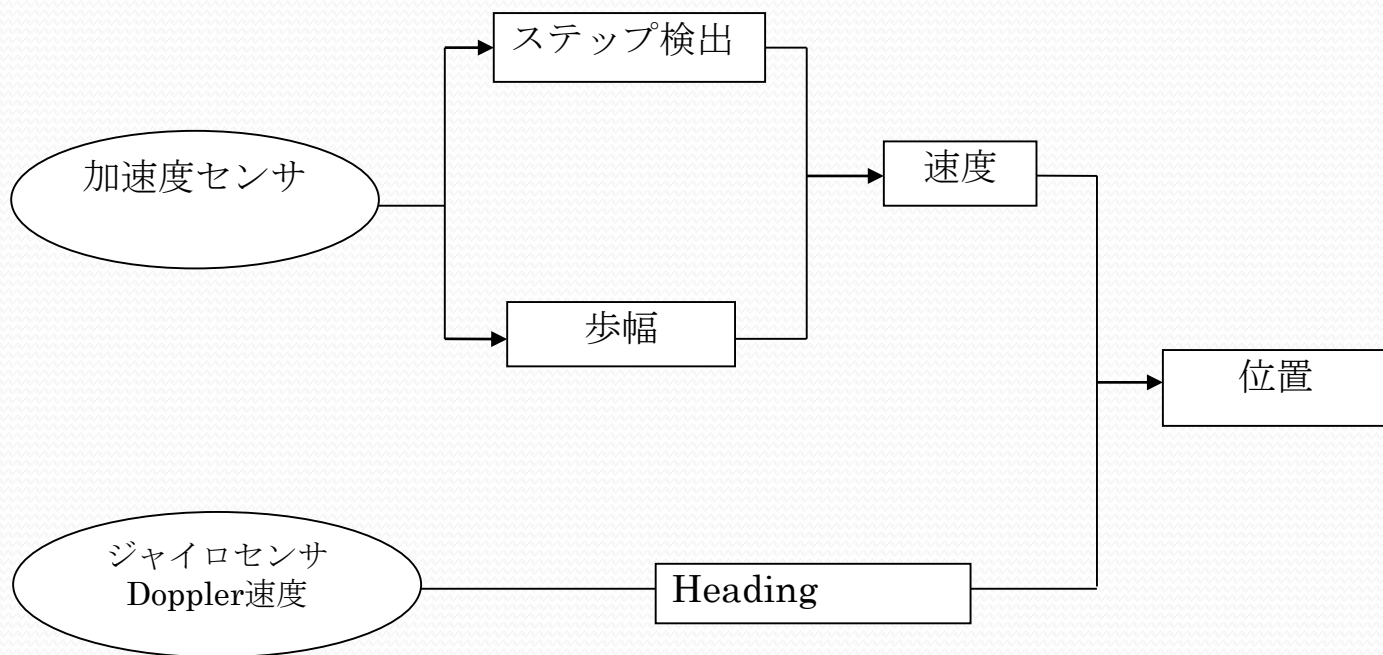 ステップ検出
加速度センサ
速度
歩幅
位置
ジャイロセンサ
Doppler速度
Heading